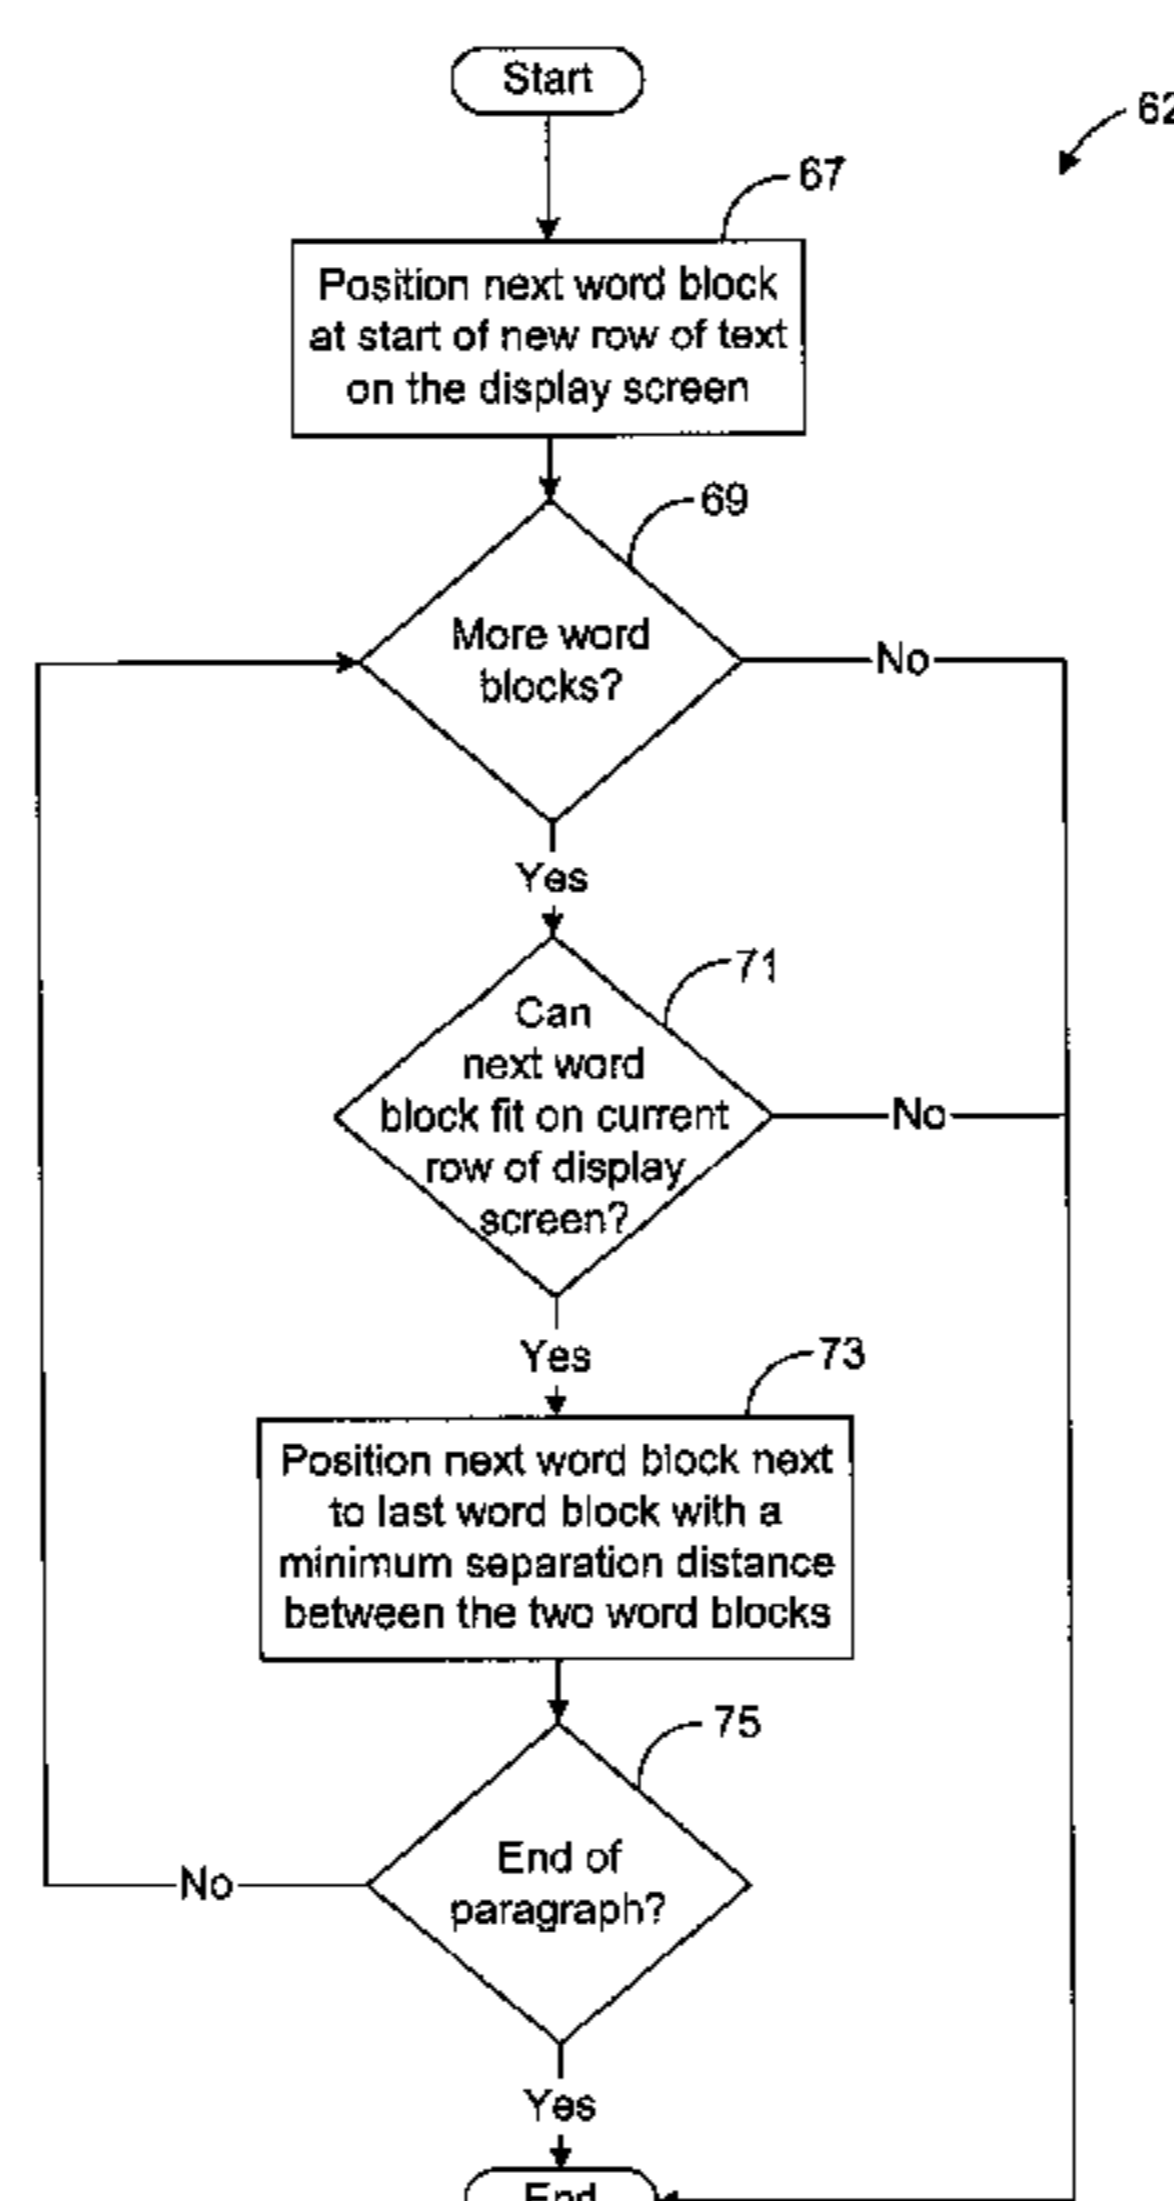 Start
62
67
Position next word block
at start of new row of text
on the display screen
69
More word
blocks?
No
Yes
71
Can
next word
block fit on current
row of display
screen?
No
Yes
73
Position next word block next
to last word block with a
minimum separation distance
between the two word blocks
75
End of
paragraph?
No
Yes
End